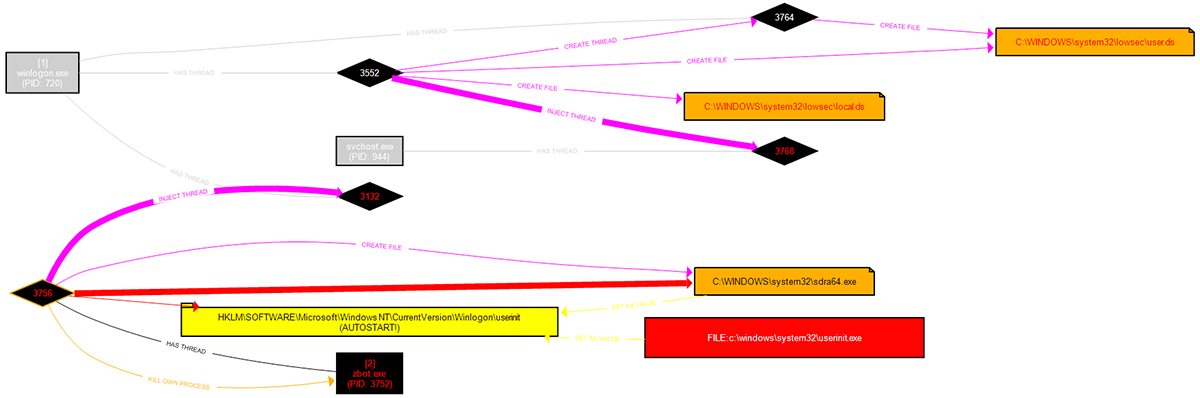 3764
CREATE FILE
C:\WINDOWS\system32\lowsec\user.ds
HAS THREAD
CREATE THREAD
[1]
winlogon.exe
(PID: 720)
HAS THREAD
3552
CREATE FILE
CREATE FILE
C:\WINDOWS\system32\lowsec\local.ds
INJECT THREAD
svchost.exe
(PID: 944)
HAS THREAD
3768
HAS THREAD
INJECT THREAD
3132
CREATE FILE
3756
C:\WINDOWS\system32\sdra64.exe
SET AS VALUE
HKLM\SOFTWARE\Microsoft\Windows NT\CurrentVersion\Winlogon\userinit
(AUTOSTART!)
SET AS VALUE
FILE:c:\windows\system32\userinit.exe
HAS THREAD
[2]
zbot.exe
(PID: 3752)
KILL OWN PROCESS